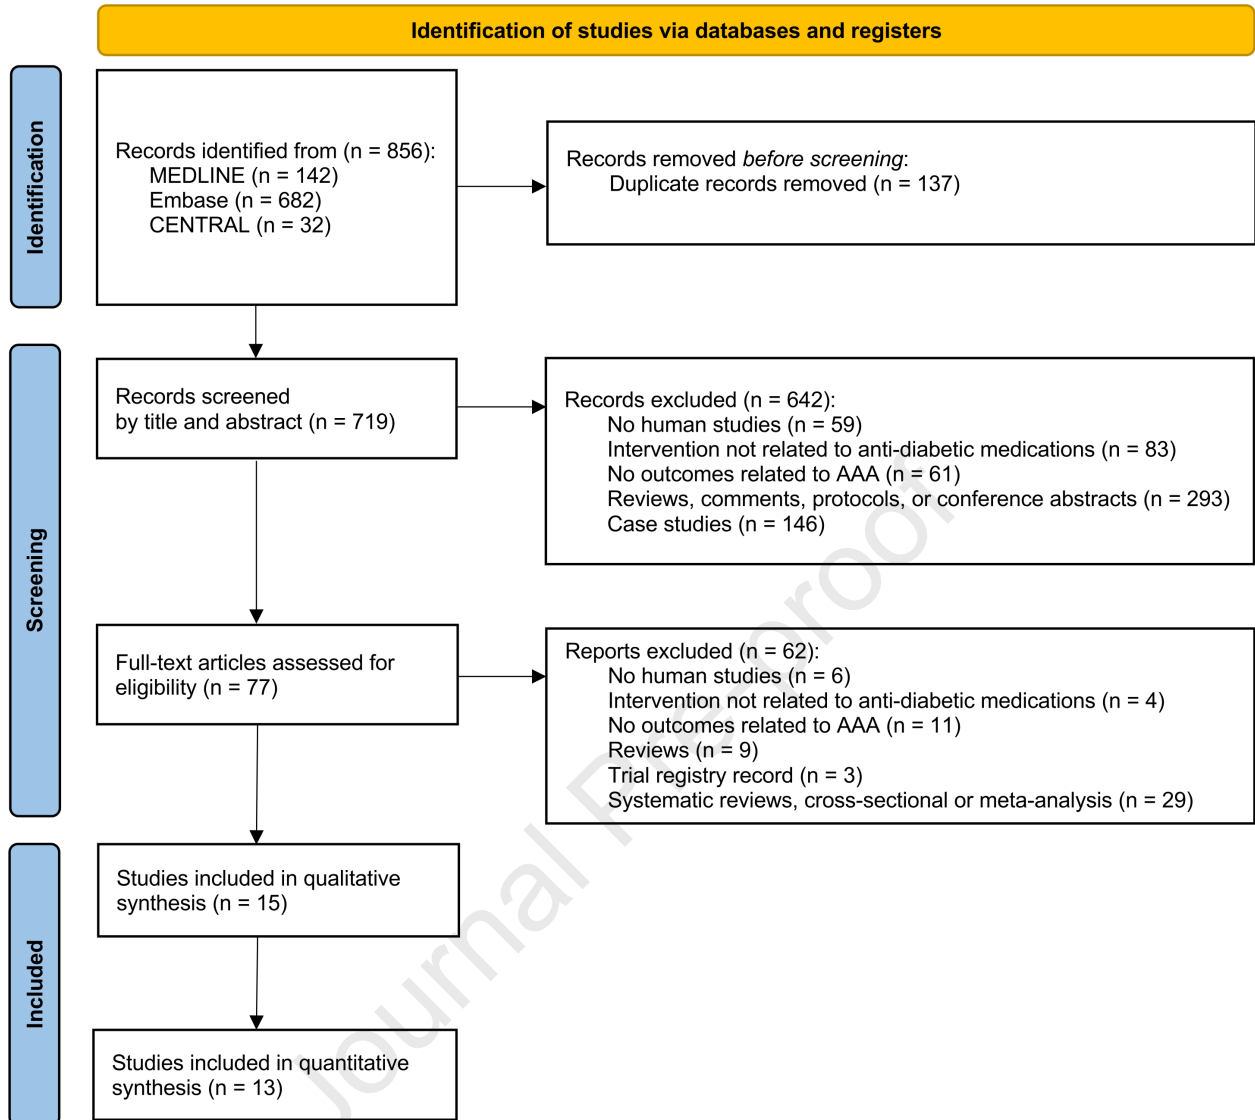 Identification of studies via databases and registers
Identification
Records identified from (n = 856):
MEDLINE (n = 142)
Embase (n = 682)
CENTRAL (n = 32)
Records removed before screening:
Duplicate records removed (n = 137)
Screening
Records screened
by title and abstract (n = 719)
Records excluded (n = 642):
No human studies (n = 59)
Intervention not related to anti-diabetic medications (n = 83)
No outcomes related to AAA (n = 61)
Reviews, comments, protocols, or conference abstracts (n = 293)
Case studies (n = 146)
Full-text articles assessed for
eligibility (n = 77)
Reports excluded (n = 62):
No human studies (n = 6)
Intervention not related to anti-diabetic medications (n = 4)
No outcomes related to AAA (n = 11)
Reviews (n = 9)
Trial registry record (n = 3)
Systematic reviews, cross-sectional or meta-analysis (n = 29)
Included
Studies included in qualitative
synthesis (n = 15)
Studies included in quantitative
synthesis (n = 13)
Journal Pre-proof